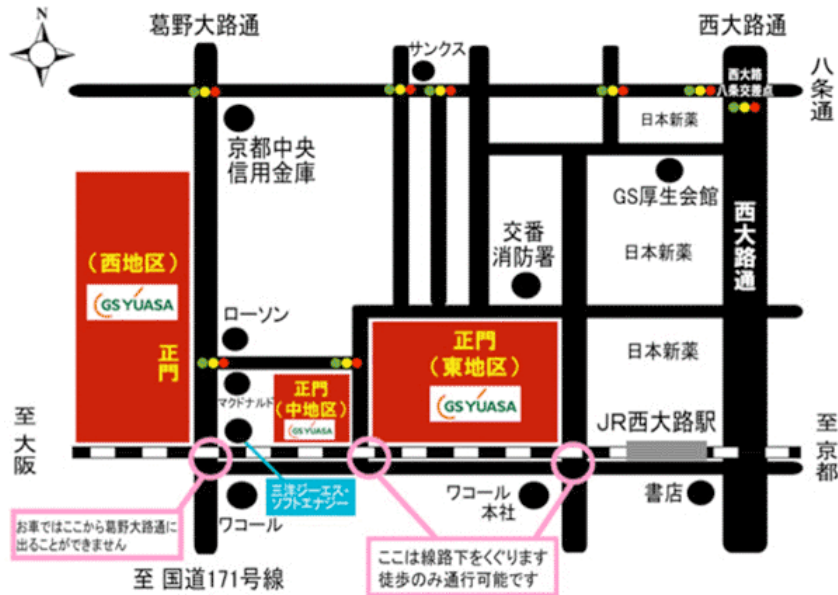 N
葛野大路通
サンクス
西大路通
西大路
八条交差点
八条通
日本新薬
京都中央
信用金庫
GS厚生会館
(西地区)
GS YUASA
正門
交番
消防署
日本新薬
西大路通
ローソン
正門
(東地区)
GS YUASA
日本新薬
マクドナルド
正門
(中地区)
GS YUASA
JR西大路駅
至大阪
至京都
三洋ジーエス・
ソフトエナジー
ワコール
ワコール
本社
書店
お車ではここから葛野大路通に
出ることができません
ここは線路下をくぐります
徒歩のみ通行可能です
至 国道171号線